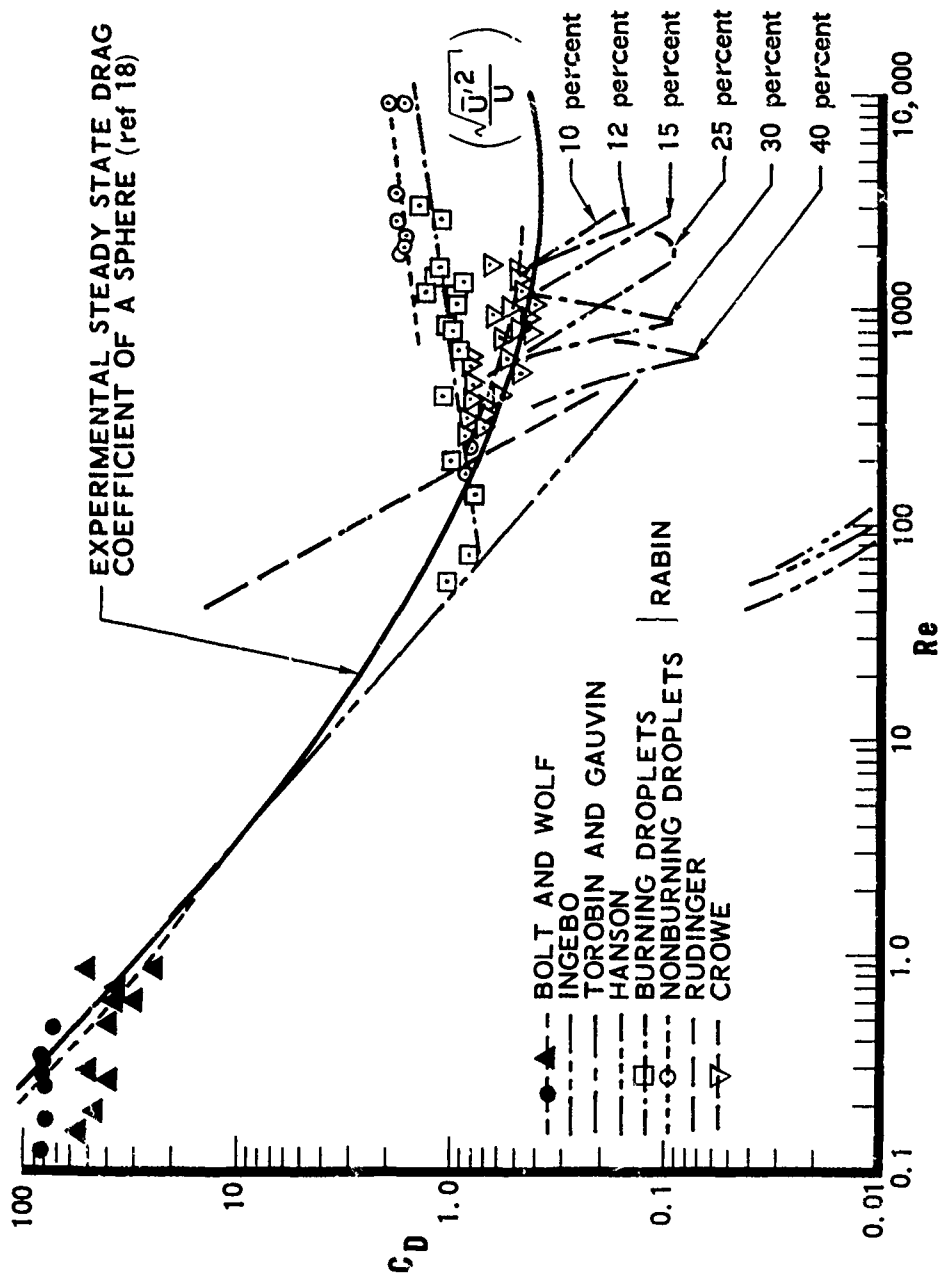 EXPERIMENTAL STEADY STATE DRAG
COEFFICIENT OF A SPHERE (ref 18)
(√Ū'2/U)
10 percent
12 percent
15 percent
25 percent
30 percent
40 percent
BOLT AND WOLF
INGEBO
TOROBIN AND GAUVIN
HANSON
BURNING DROPLETS
NONBURNING DROPLETS
} RABIN
RUDINGER
CROWE
CD
100
10
1.0
0.1
0.01
0.1
1.0
10
100
1000
10,000
Re